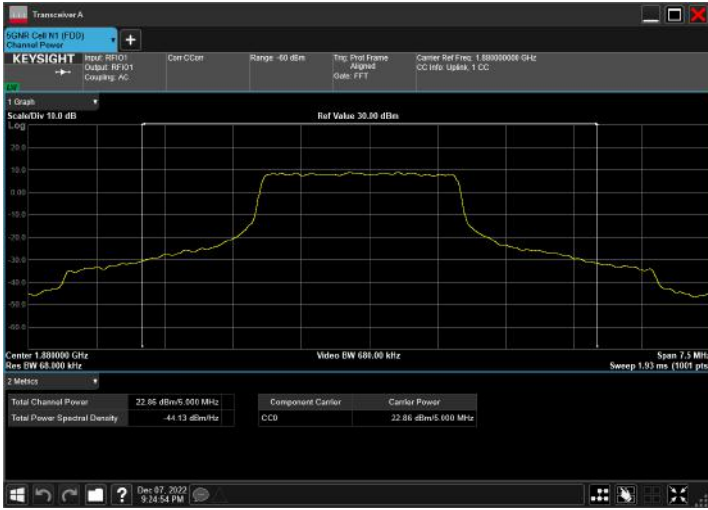 Transceiver A
5GNR Cell N1 (FDD)
Channel Power
KEYSIGHT
Input: RFIO1
Output: RFIO1
Coupling: AC
Corr CCorr
Range -60 dBm
Trig: Prot Frame
Aligned
Gate: FFT
Carrier Ref Freq: 1.880000000 GHz
CC Info: Uplink, 1 CC
1 Graph
Scale/Div 10.0 dB
Ref Value 30.00 dBm
Log
20.0
10.0
0.00
-10.0
-20.0
-30.0
-40.0
-50.0
-60.0
Center 1.880000 GHz
Video BW 680.00 kHz
Span 7.5 MHz
Res BW 68.000 kHz
Sweep 1.93 ms (1001 pts
2 Metrics
Total Channel Power 22.86 dBm/5.000 MHz
Total Power Spectral Density -44.13 dBm/Hz
Component Carrier Carrier Power
CC0 22.86 dBm/5.000 MHz
?
Dec 07, 2022
9:24:54 PM